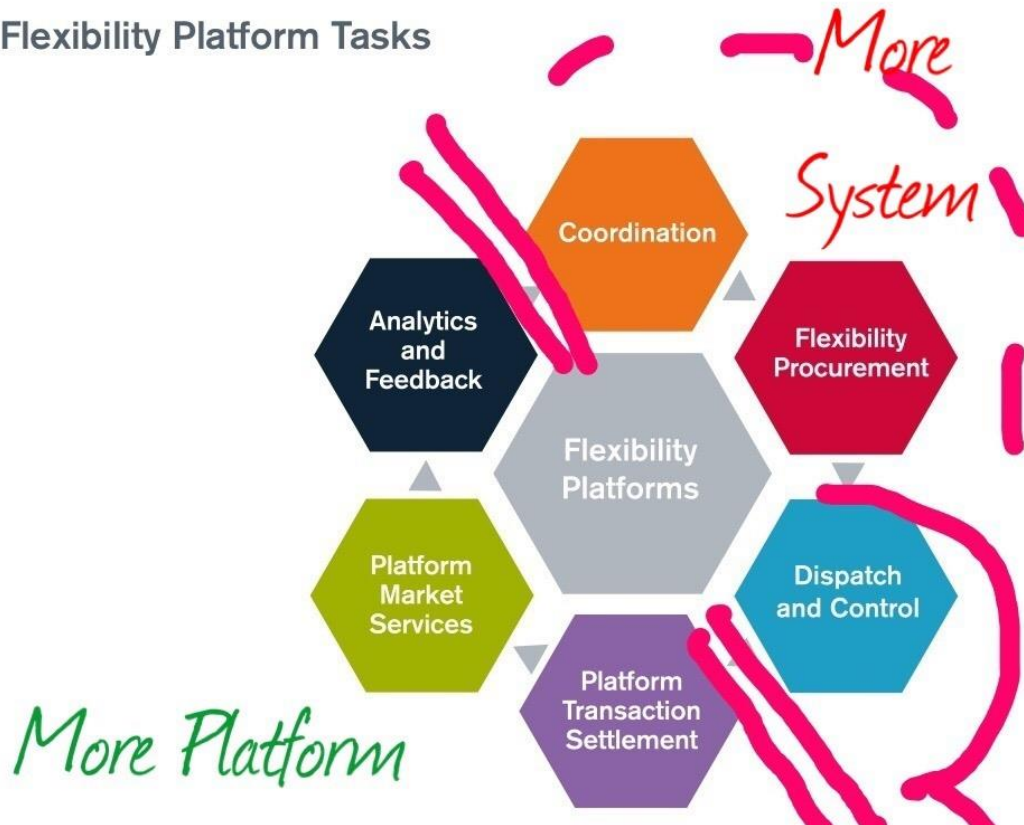 Flexibility Platform Tasks
More
System
Coordination
Analytics
and
Feedback
Flexibility
Procurement
Flexibility
Platforms
Platform
Market
Services
Dispatch
and Control
Platform
Transaction
Settlement
More Platform